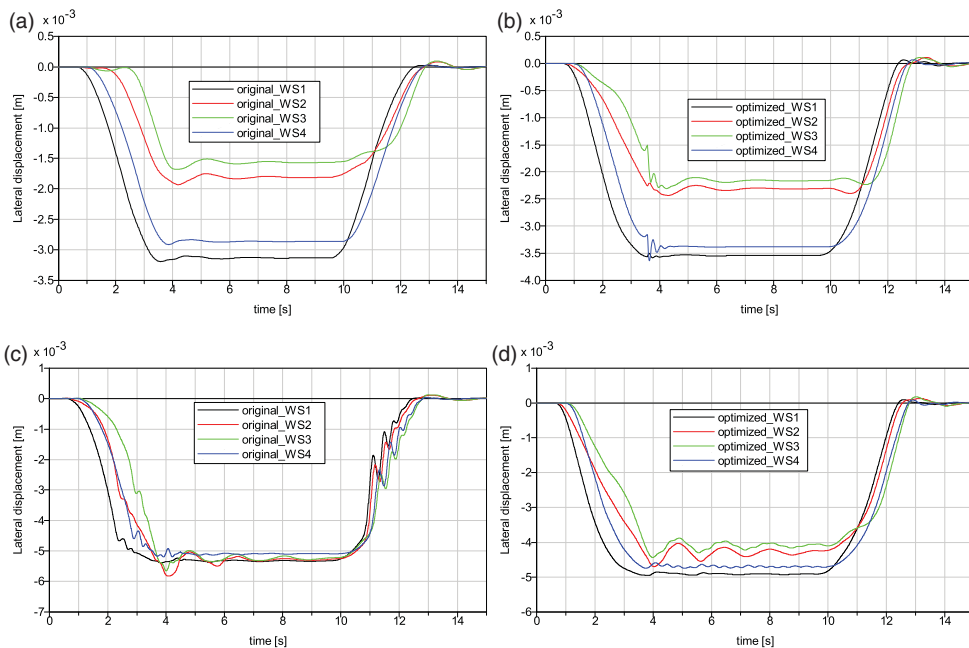 (a)
x 10⁻³
0.5
0.0
-0.5
-1.0
-1.5
-2.0
-2.5
-3.0
-3.5
Lateral displacement [m]
original_WS1
original_WS2
original_WS3
original_WS4
0 2 4 6 8 10 12 14
time [s]
(b)
x 10⁻³
0.5
0.0
-0.5
-1.0
-1.5
-2.0
-2.5
-3.0
-3.5
-4.0
Lateral displacement [m]
optimized_WS1
optimized_WS2
optimized_WS3
optimized_WS4
0 2 4 6 8 10 12 14
time [s]
(c)
x 10⁻³
1
0
-1
-2
-3
-4
-5
-6
-7
Lateral displacement [m]
original_WS1
original_WS2
original_WS3
original_WS4
0 2 4 6 8 10 12 14
time [s]
(d)
x 10⁻³
1
0
-1
-2
-3
-4
-5
-6
Lateral displacement [m]
optimized_WS1
optimized_WS2
optimized_WS3
optimized_WS4
0 2 4 6 8 10 12 14
time [s]